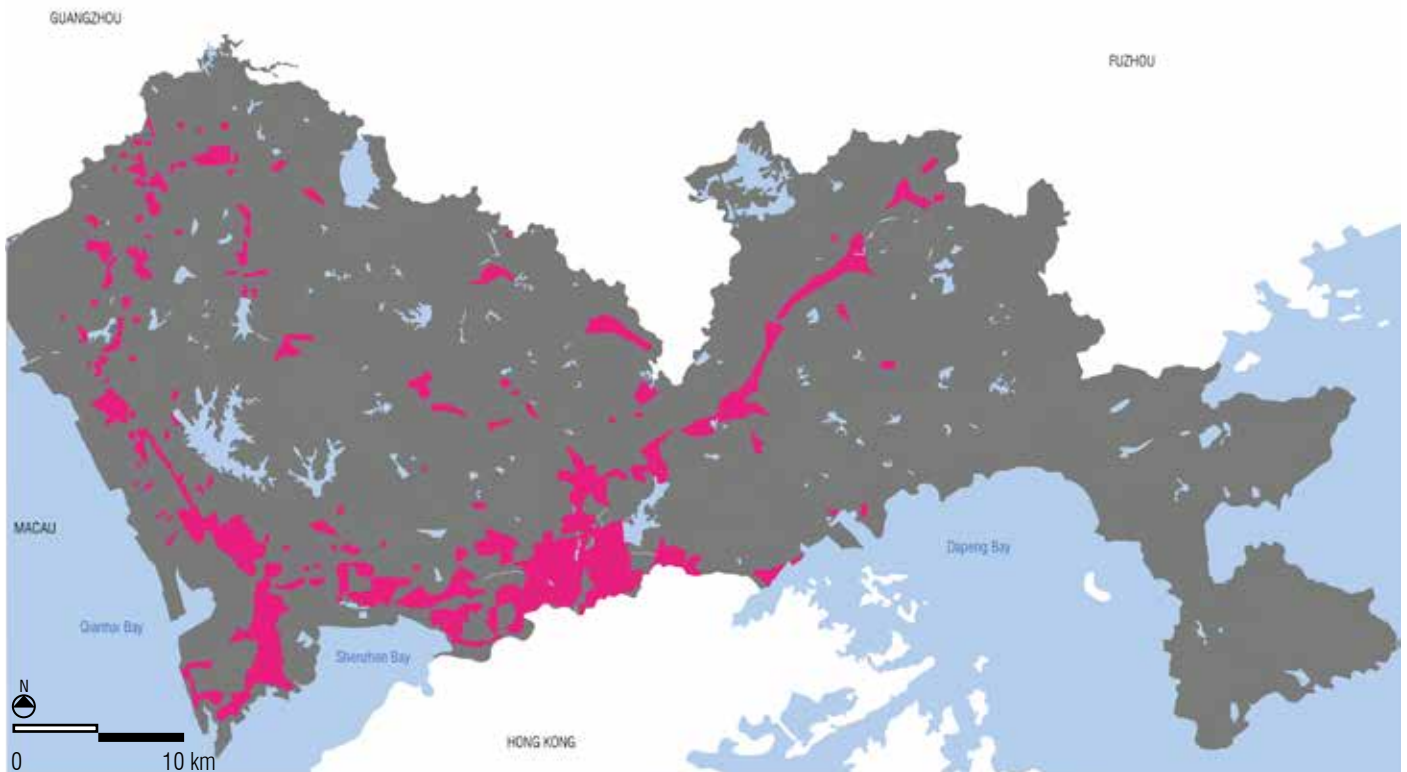 GUANGZHOU
FUZHOU
MACAU
Dapeng Bay
Qianhai Bay
Shenzhen Bay
N
HONG KONG
0 10 km